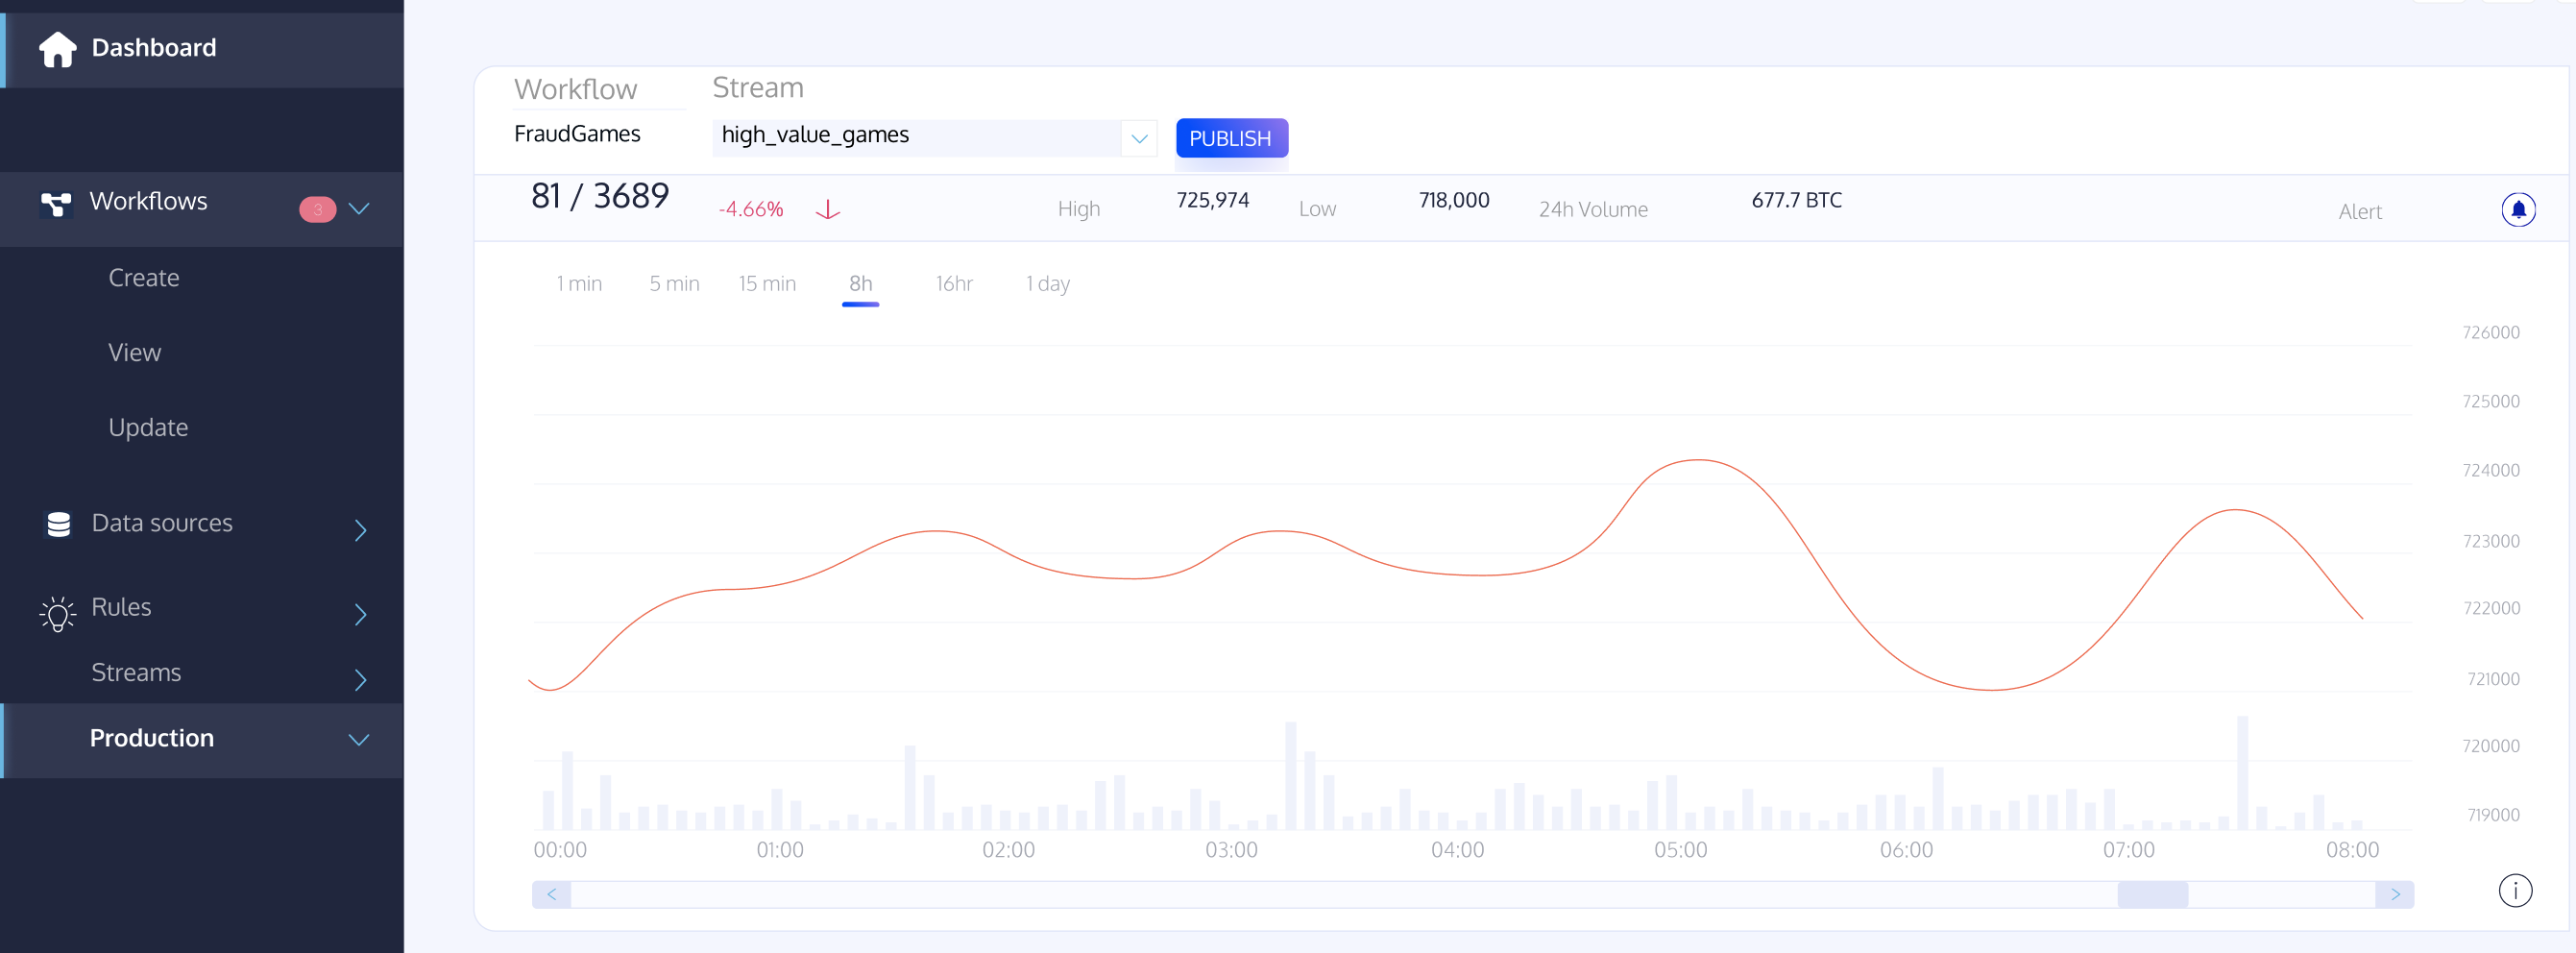 Dashboard
Workflows 3
Create
View
Update
Data sources
Rules
Streams
Production
Workflow Stream
FraudGames high_value_games PUBLISH
81 / 3689 -4.66% High 725,974 Low 718,000 24h Volume 677.7 BTC Alert
1 min 5 min 15 min 8h 16hr 1 day
726000
725000
724000
723000
722000
721000
720000
719000
00:00 01:00 02:00 03:00 04:00 05:00 06:00 07:00 08:00